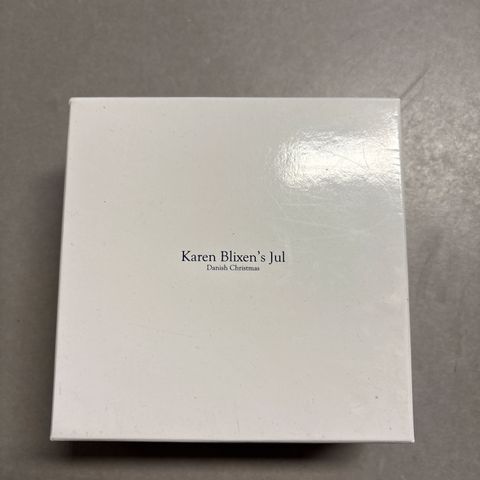 Karen Blixen's Jul
Danish Christmas